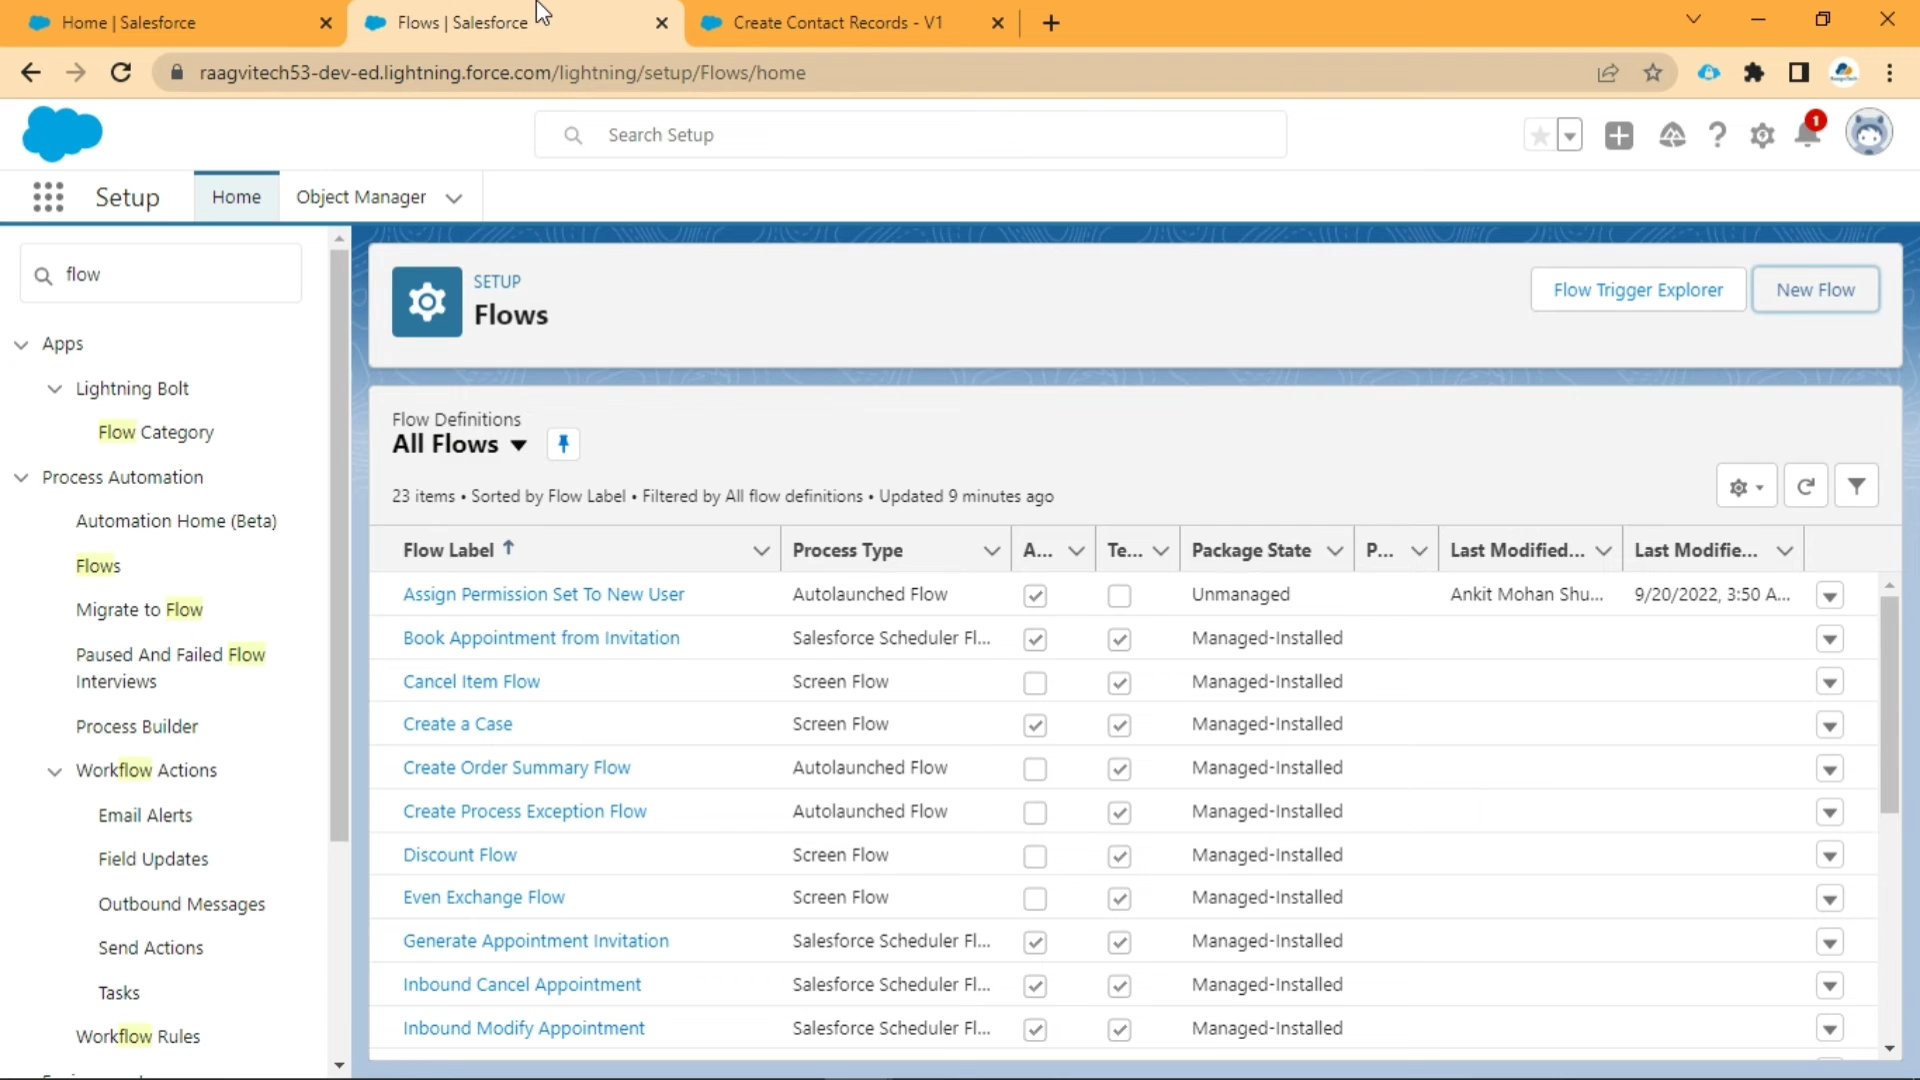 Home | Salesforce
Flows | Salesforce
Create Contact Records - V1
raagvitech53-dev-ed.lightning.force.com/lightning/setup/Flows/home
Search Setup
1
Setup
Home
Object Manager
flow
Apps
Lightning Bolt
Flow Category
Process Automation
Automation Home (Beta)
Flows
Migrate to Flow
Paused And Failed Flow
Interviews
Process Builder
Workflow Actions
Email Alerts
Field Updates
Outbound Messages
Send Actions
Tasks
Workflow Rules
SETUP
Flows
Flow Trigger Explorer
New Flow
Flow Definitions
All Flows
23 items • Sorted by Flow Label • Filtered by All flow definitions • Updated 9 minutes ago
Flow Label Process Type A... Te... Package State P... Last Modified... Last Modifie...
Assign Permission Set To New User Autolaunched Flow Unmanaged Ankit Mohan Shu... 9/20/2022, 3:50 A...
Book Appointment from Invitation Salesforce Scheduler Fl... Managed-Installed
Cancel Item Flow Screen Flow Managed-Installed
Create a Case Screen Flow Managed-Installed
Create Order Summary Flow Autolaunched Flow Managed-Installed
Create Process Exception Flow Autolaunched Flow Managed-Installed
Discount Flow Screen Flow Managed-Installed
Even Exchange Flow Screen Flow Managed-Installed
Generate Appointment Invitation Salesforce Scheduler Fl... Managed-Installed
Inbound Cancel Appointment Salesforce Scheduler Fl... Managed-Installed
Inbound Modify Appointment Salesforce Scheduler Fl... Managed-Installed